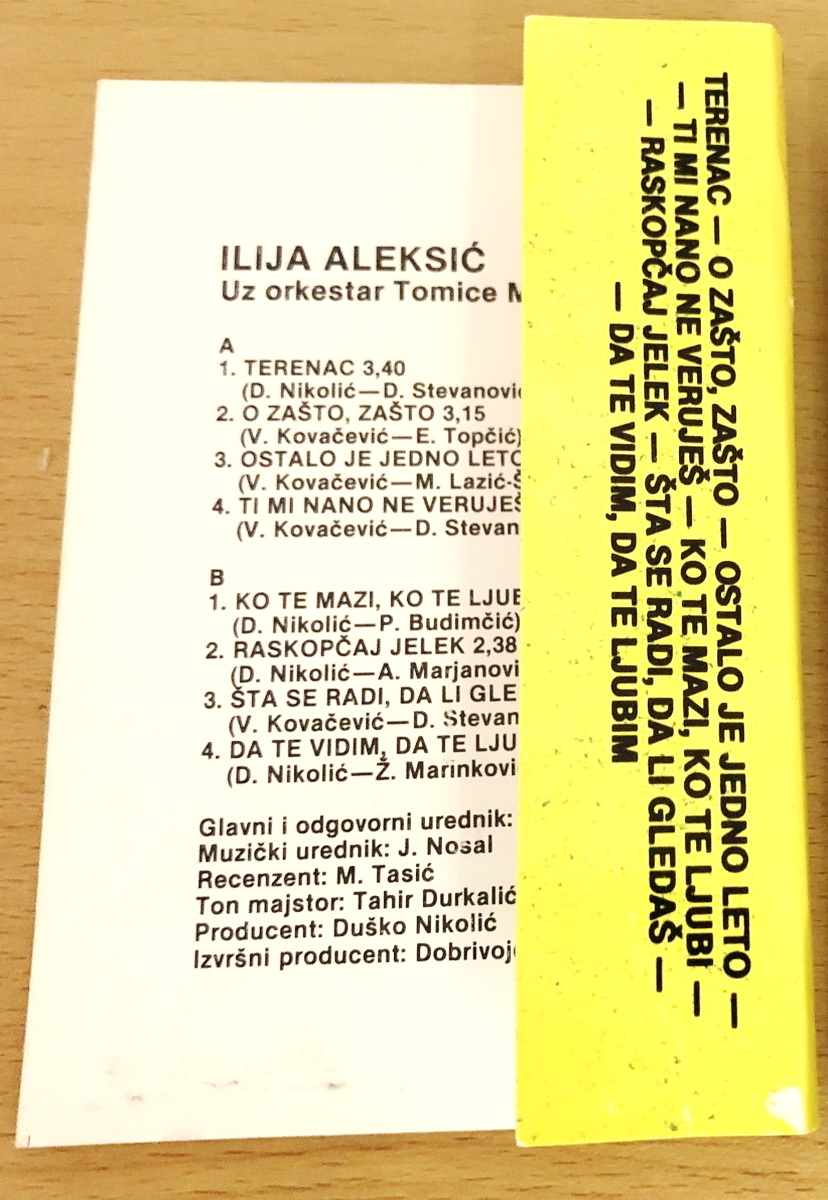 ILIJA ALEKSIĆ
Uz orkestar Tomice
A
1. TERENAC 3,40
(D. Nikolić—D. Stevanovi
2. O ZAŠTO, ZAŠTO 3,15
(V. Kovačević—E. Topčić)
3. OSTALO JE JEDNO LETO
(V. Kovačević—M. Lazić-Š
4. TI MI NANO NE VERUJEŠ
(V. Kovačević—D. Stevan
B
1. KO TE MAZI, KO TE LJUB
(D. Nikolić—P. Budimčić)
2. RASKOPČAJ JELEK 2,38
(D. Nikolić—A. Marjanovi
3. ŠTA SE RADI, DA LI GLE
(V. Kovačević—D. Stevan
4. DA TE VIDIM, DA TE LJU
(D. Nikolić—Ž. Marinkovi
Glavni i odgovorni urednik:
Muzički urednik: J. Nosal
Recenzent: M. Tasić
Ton majstor: Tahir Durkalić
Producent: Duško Nikolić
Izvršni producent: Dobrivoj
TERENAC — O ZAŠTO, ZAŠTO — OSTALO JE JEDNO LETO —
— TI MI NANO NE VERUJEŠ — KO TE MAZI, KO TE LJUBI —
— RASKOPČAJ JELEK — ŠTA SE RADI, DA LI GLEDAŠ —
— DA TE VIDIM, DA TE LJUBIM